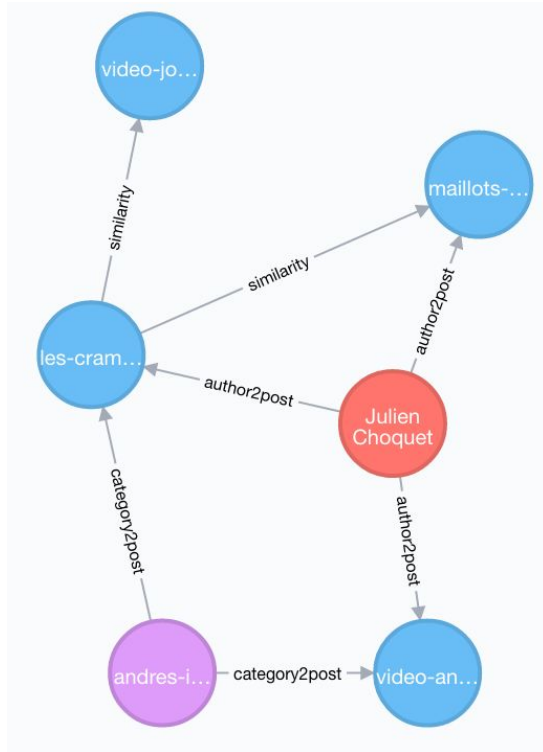 video-jo…
maillots-…
similarity
similarity
author2post
les-cram…
author2post
Julien
Choquet
category2post
author2post
andres-i…
category2post
video-an…